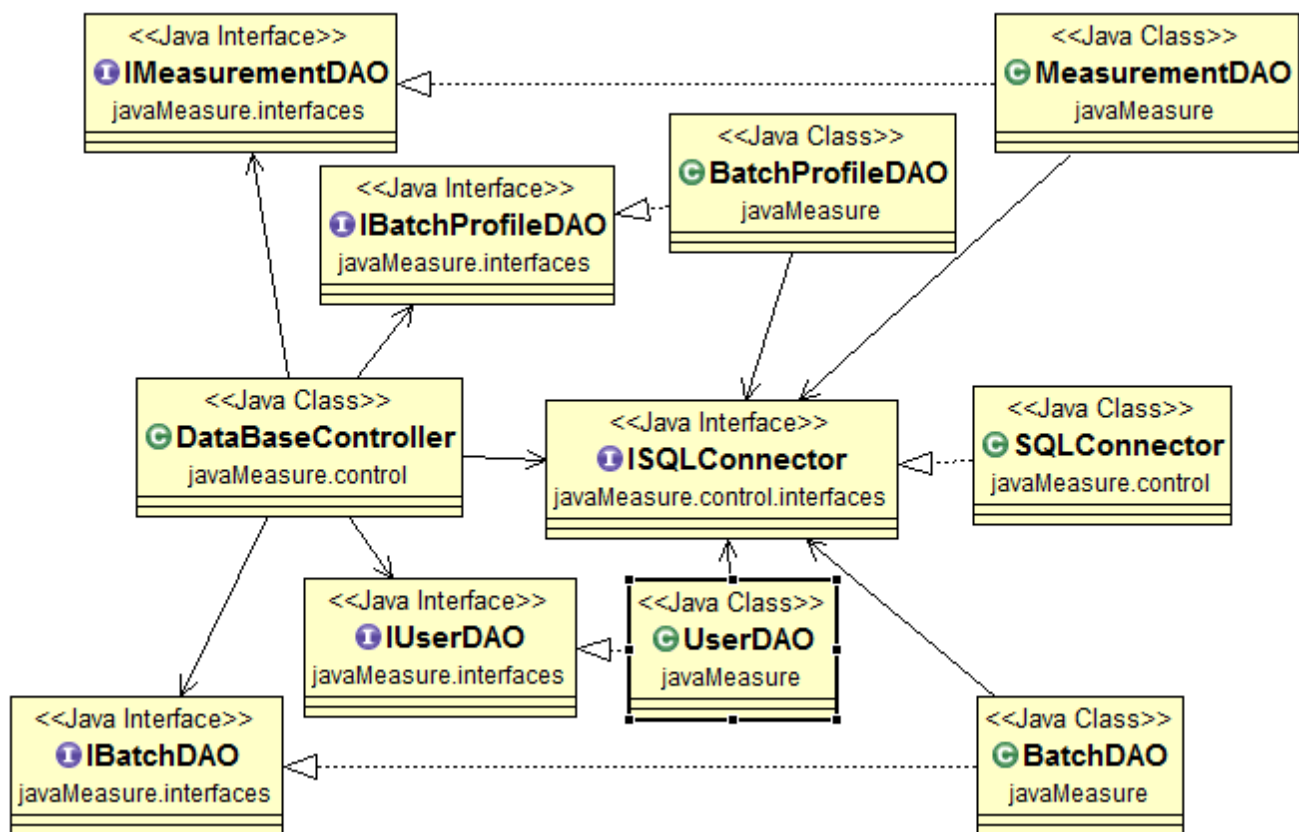 <<Java Interface>>
IMeasurementDAO
javaMeasure.interfaces
<<Java Class>>
MeasurementDAO
javaMeasure
<<Java Class>>
BatchProfileDAO
javaMeasure
<<Java Interface>>
IBatchProfileDAO
javaMeasure.interfaces
<<Java Class>>
DataBaseController
javaMeasure.control
<<Java Interface>>
ISQLConnector
javaMeasure.control.interfaces
<<Java Class>>
SQLConnector
javaMeasure.control
<<Java Interface>>
IUserDAO
javaMeasure.interfaces
<<Java Class>>
UserDAO
javaMeasure
<<Java Interface>>
IBatchDAO
javaMeasure.interfaces
<<Java Class>>
BatchDAO
javaMeasure